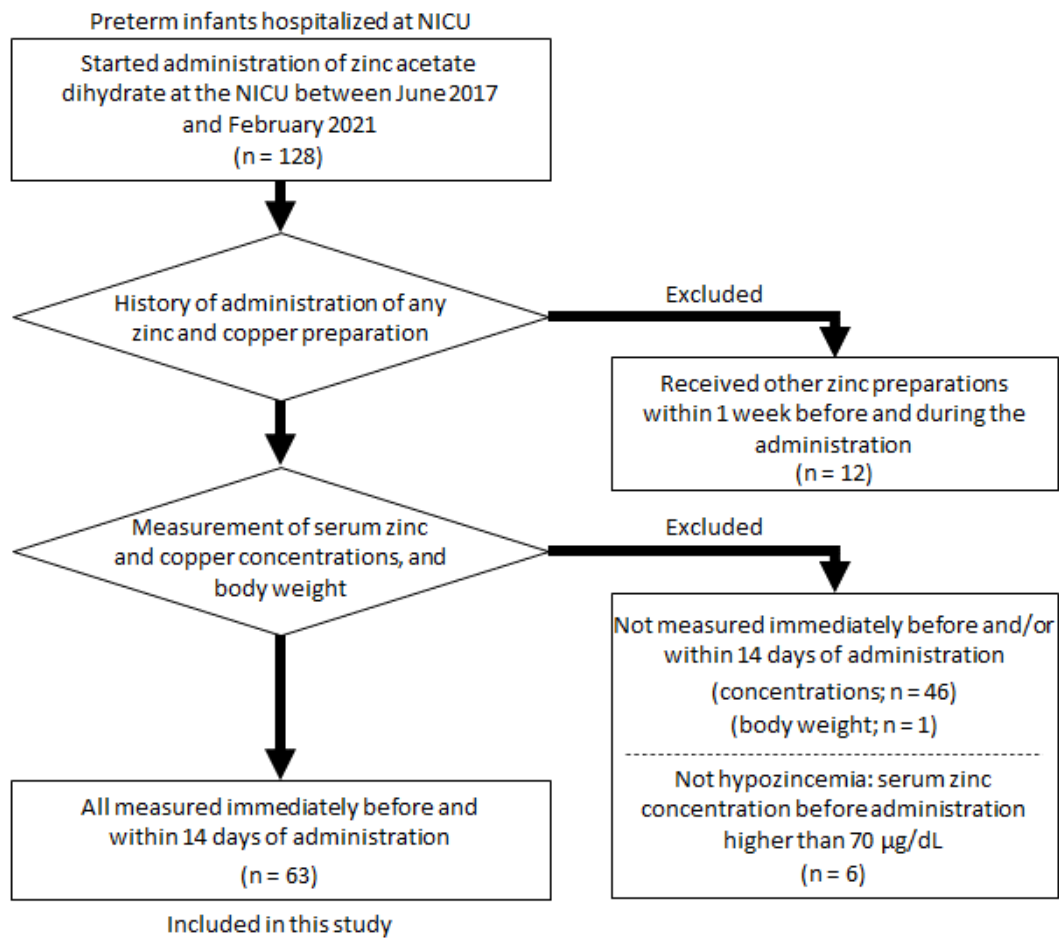 Preterm infants hospitalized at NICU
Started administration of zinc acetate
dihydrate at the NICU between June 2017
and February 2021
(n = 128)
History of administration of any
zinc and copper preparation
Excluded
Received other zinc preparations
within 1 week before and during the
administration
(n = 12)
Measurement of serum zinc
and copper concentrations, and
body weight
Excluded
Not measured immediately before and/or
within 14 days of administration
(concentrations; n = 46)
(body weight; n = 1)
Not hypozincemia: serum zinc
concentration before administration
higher than 70 µg/dL
(n = 6)
All measured immediately before and
within 14 days of administration
(n = 63)
Included in this study